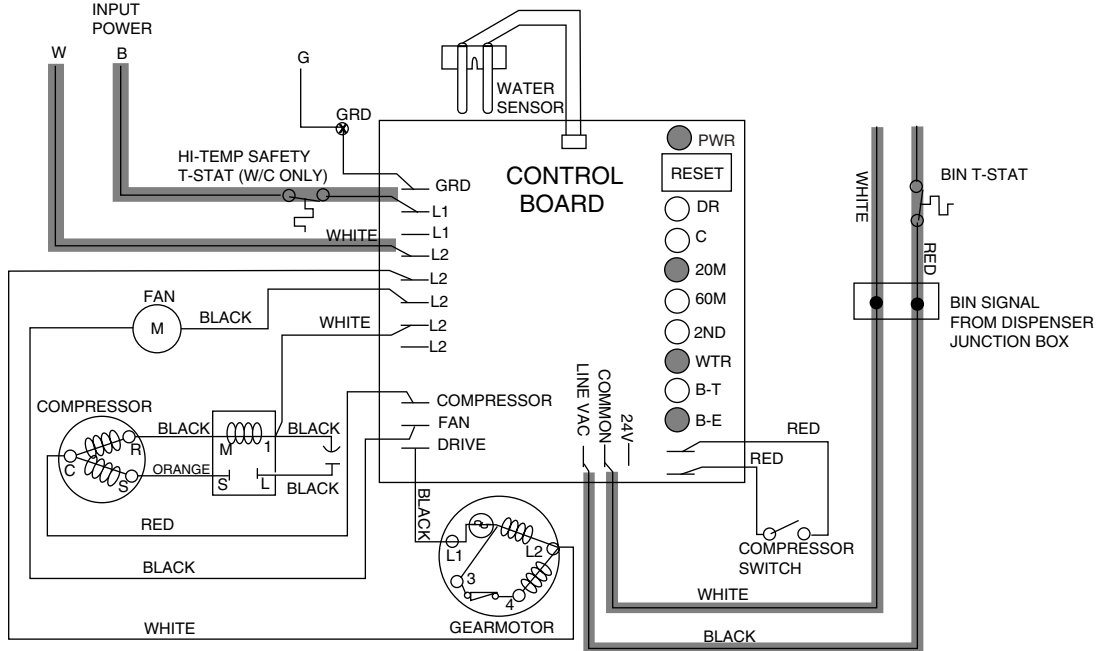 INPUT
POWER
W
B
G
GRD
WATER
SENSOR
HI-TEMP SAFETY
T-STAT (W/C ONLY)
CONTROL
BOARD
GRD
L1
L1
WHITE
L2
L2
L2
WHITE
L2
L2
FAN
M
BLACK
PWR
RESET
DR
C
20M
60M
2ND
WTR
B-T
B-E
WHITE
BIN T-STAT
RED
BIN SIGNAL
FROM DISPENSER
JUNCTION BOX
LINE VAC
COMMON
24V
COMPRESSOR
FAN
DRIVE
COMPRESSOR
R
C
S
BLACK
M
1
BLACK
ORANGE
S
L
BLACK
RED
RED
RED
COMPRESSOR
SWITCH
BLACK
L1
L2
3
4
GEARMOTOR
BLACK
WHITE
WHITE
BLACK